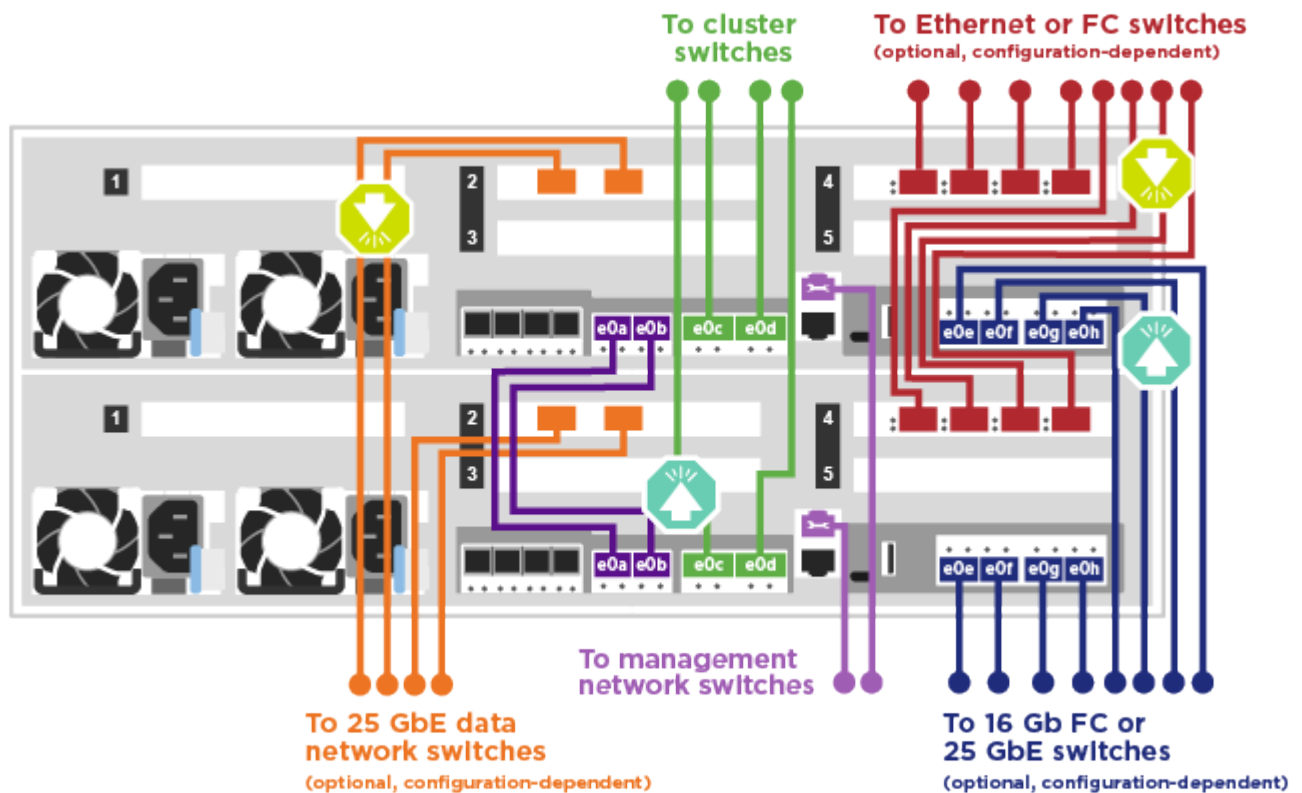 To cluster
switches
To Ethernet or FC switches
(optional, configuration-dependent)
1
2
3
4
5
e0a e0b e0c e0d
e0e e0f e0g e0h
1
2
3
4
5
e0a e0b e0c e0d
e0e e0f e0g e0h
To management
network switches
To 25 GbE data
network switches
(optional, configuration-dependent)
To 16 Gb FC or
25 GbE switches
(optional, configuration-dependent)